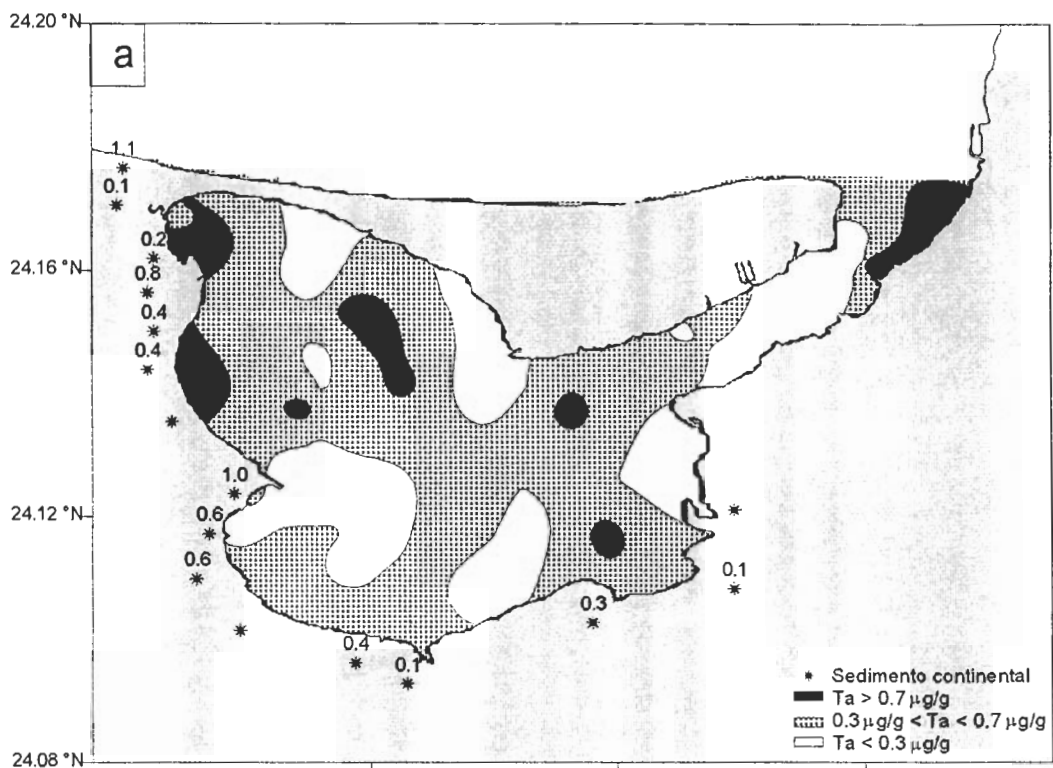 24.20 °N
a
1.1
0.1
0.2
24.16 °N
0.8
0.4
0.4
1.0
24.12 °N
0.6
0.6
0.1
0.3
0.4
0.1
* Sedimento continental
Ta > 0.7 µg/g
0.3 µg/g < Ta < 0.7 µg/g
Ta < 0.3 µg/g
24.08 °N